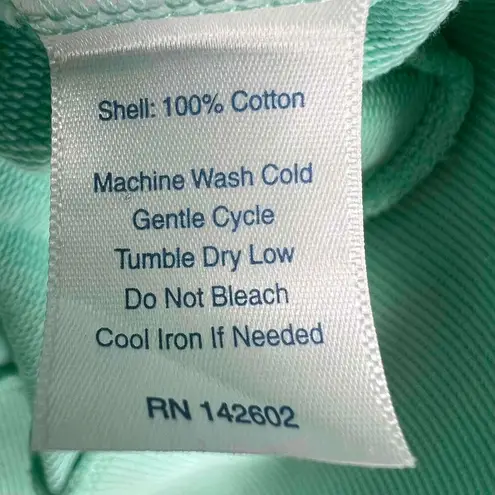 Shell: 100% Cotton
Machine Wash Cold
Gentle Cycle
Tumble Dry Low
Do Not Bleach
Cool Iron If Needed
RN 142602